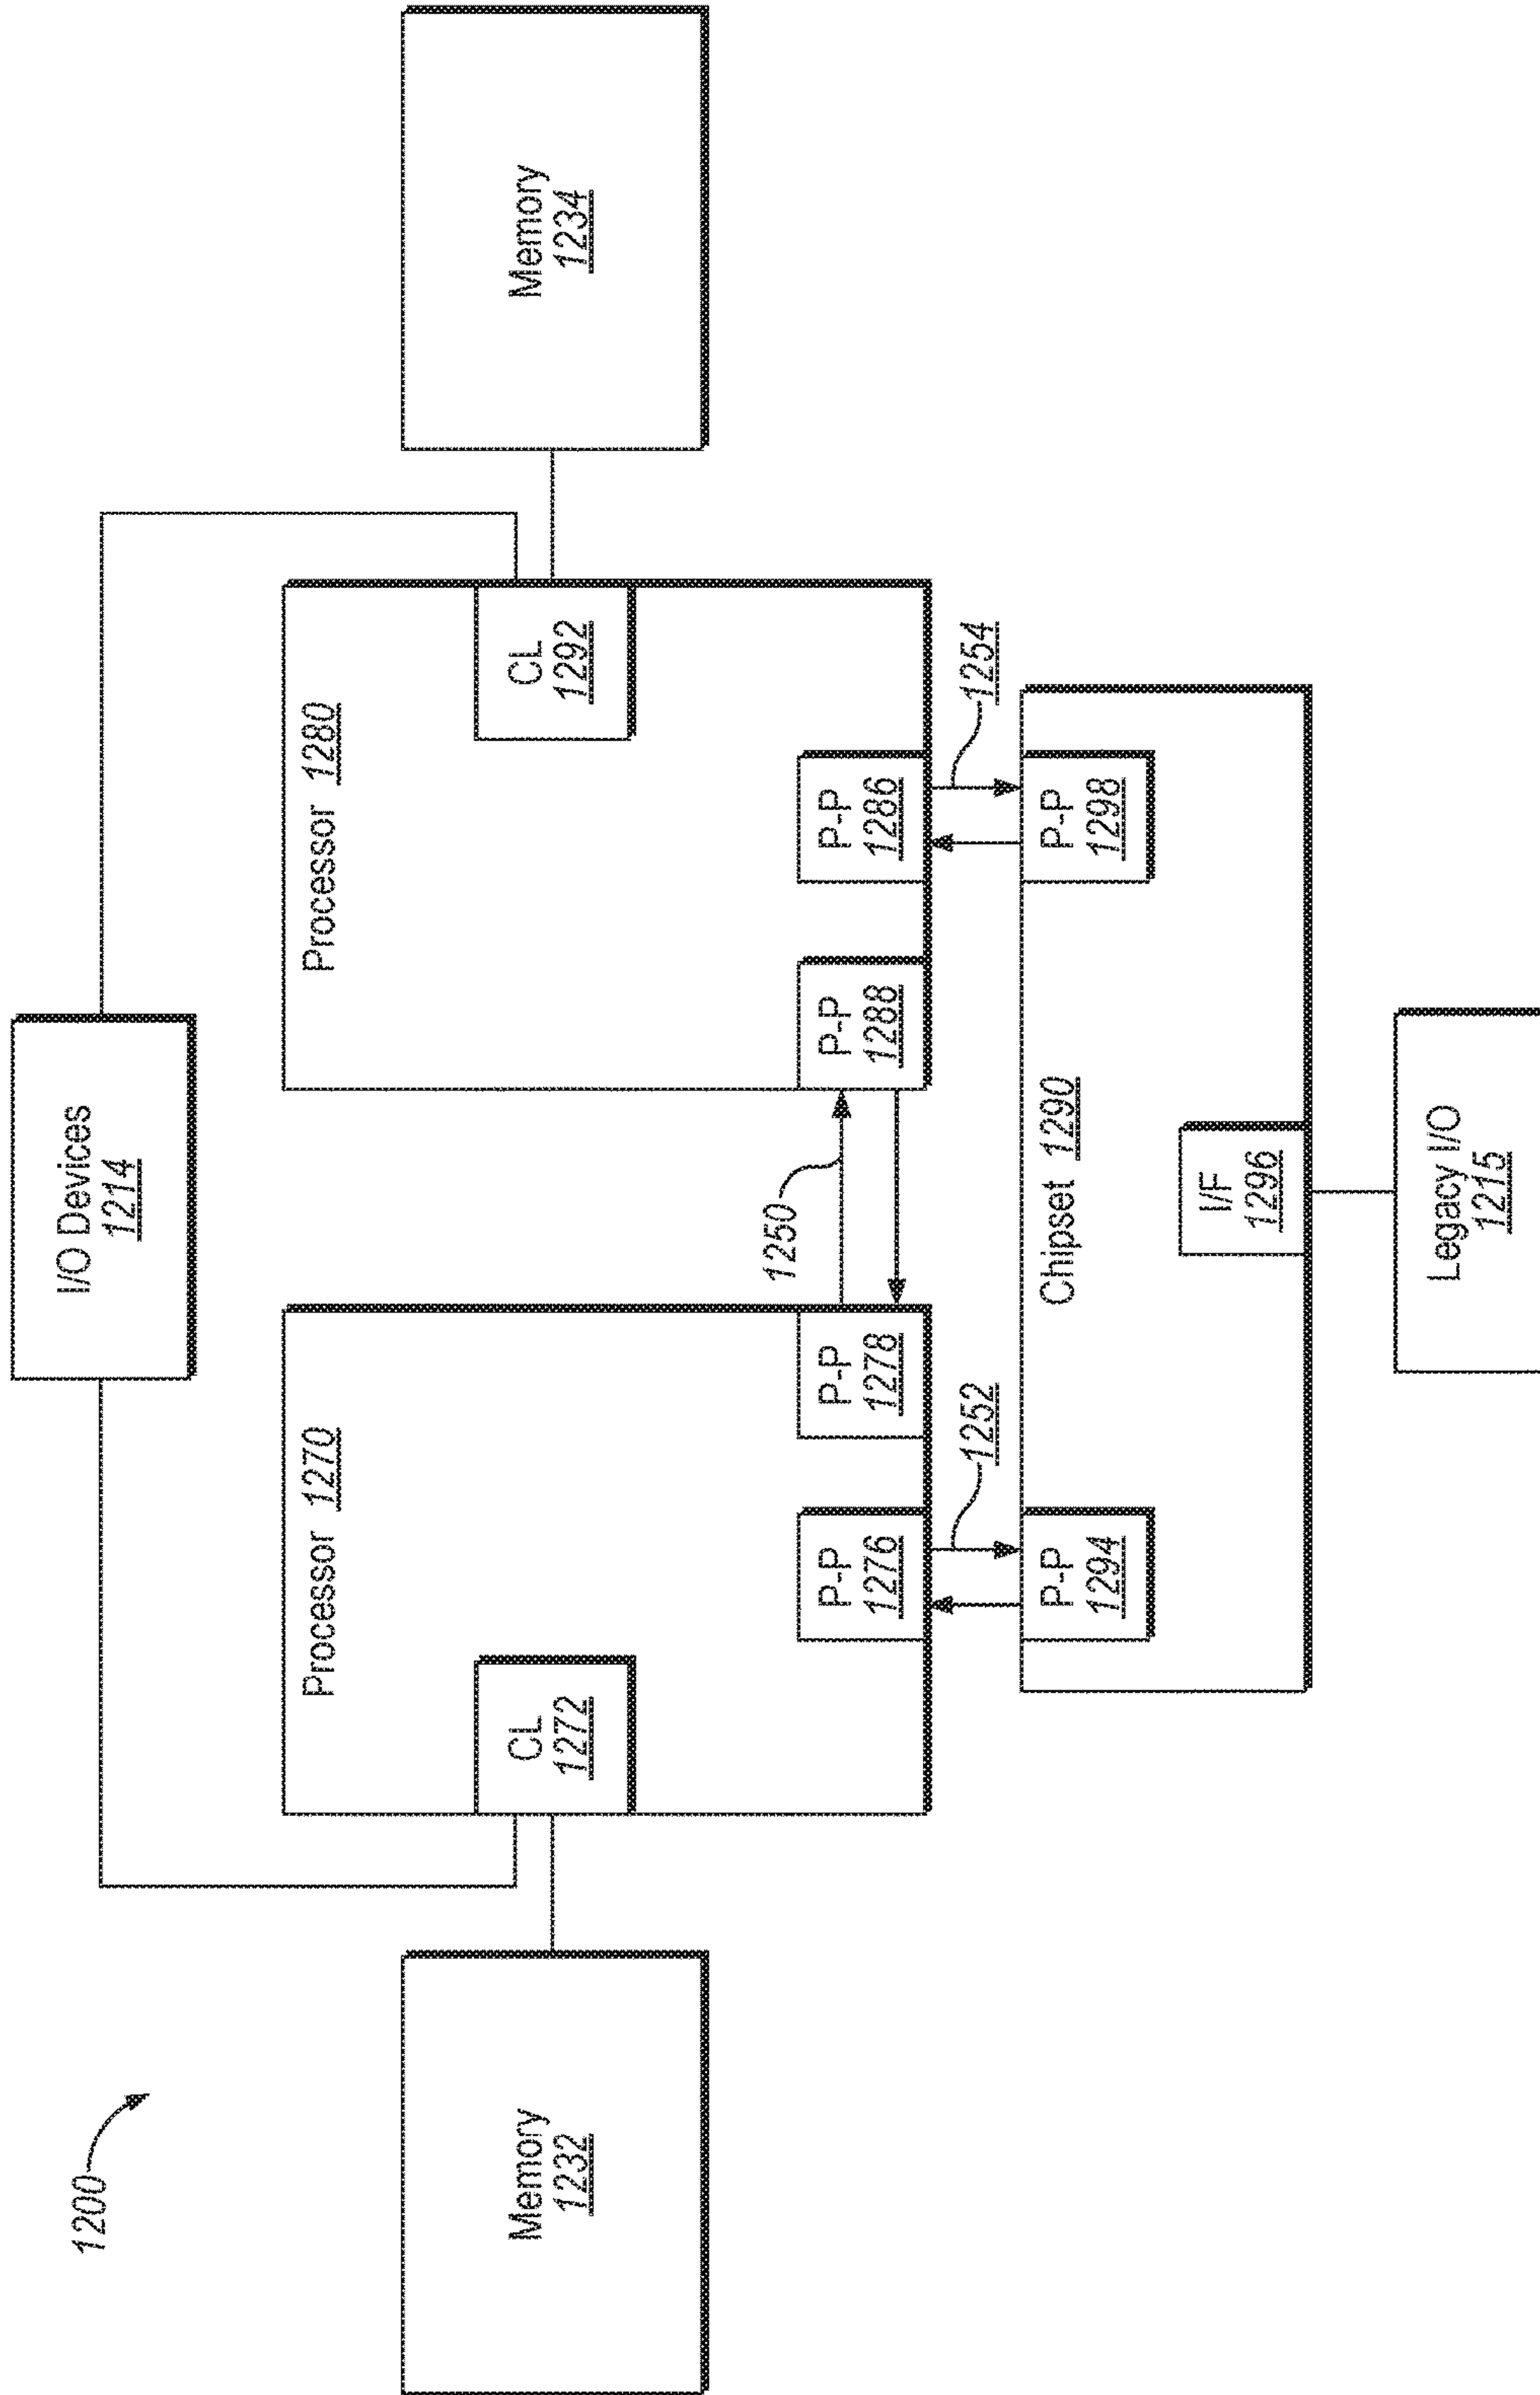 1200
I/O Devices
1214
Memory
1232
Processor 1270
CL
1272
P-P
1276
P-P
1278
1250
Processor 1280
CL
1292
P-P
1288
P-P
1286
Memory
1234
1252
1254
P-P
1294
Chipset 1290
P-P
1298
I/F
1296
Legacy I/O
1215